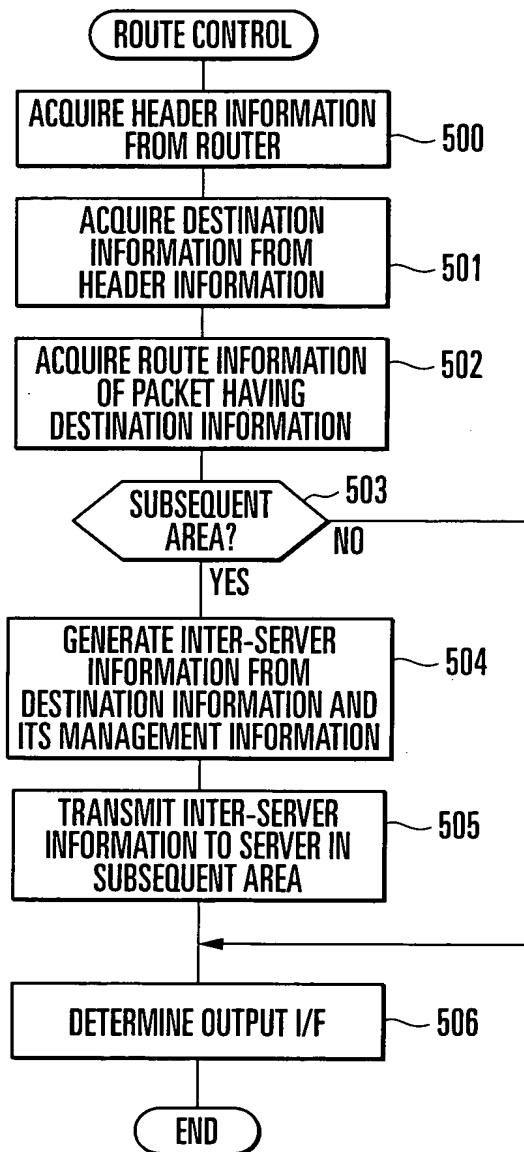 ROUTE CONTROL
ACQUIRE HEADER INFORMATION
FROM ROUTER
500
ACQUIRE DESTINATION
INFORMATION FROM
HEADER INFORMATION
501
ACQUIRE ROUTE INFORMATION
OF PACKET HAVING
DESTINATION INFORMATION
502
SUBSEQUENT
AREA?
503
NO
YES
GENERATE INTER-SERVER
INFORMATION FROM
DESTINATION INFORMATION AND
ITS MANAGEMENT INFORMATION
504
TRANSMIT INTER-SERVER
INFORMATION TO SERVER IN
SUBSEQUENT AREA
505
DETERMINE OUTPUT I/F
506
END